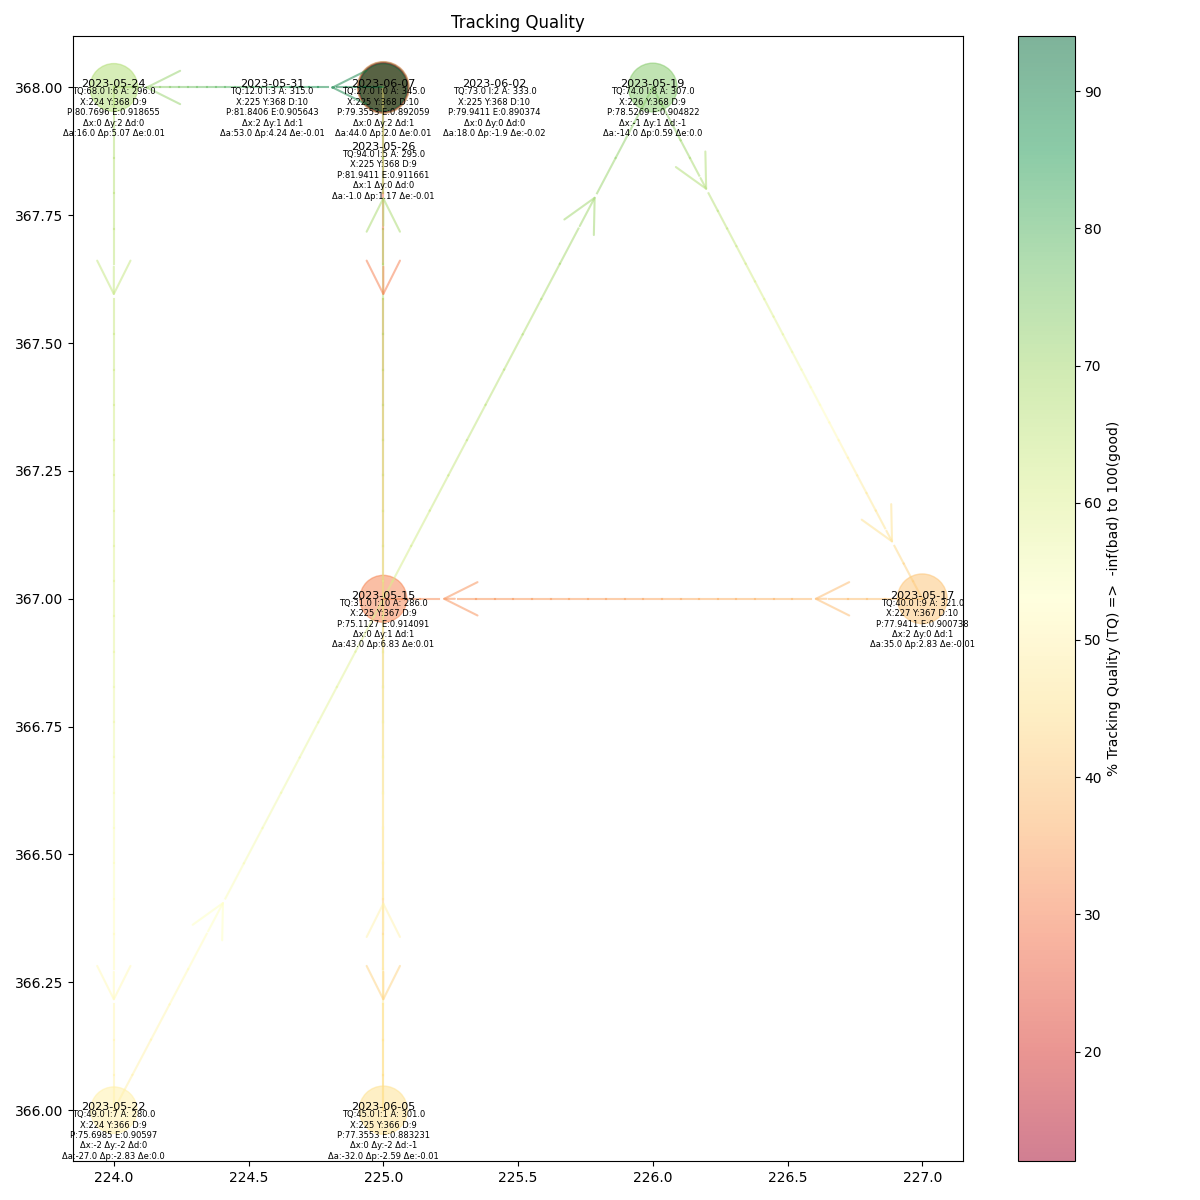 Tracking Quality
368.00
367.75
367.50
367.25
367.00
366.75
366.50
366.25
366.00
2023-05-24
TQ:68.0 I:6 A: 296.0
X:224 Y:368 D:9
P:80.7696 E:0.918655
Δx:0 Δy:2 Δd:0
Δa:16.0 Δp:5.07 Δe:0.01
2023-05-31
TQ:12.0 I:3 A: 315.0
X:225 Y:368 D:10
P:81.8406 E:0.905643
Δx:2 Δy:1 Δd:1
Δa:53.0 Δp:4.24 Δe:-0.01
2023-06-07
TQ:27.0 I:0 A: 345.0
X:225 Y:368 D:10
P:79.3553 E:0.892059
Δx:0 Δy:2 Δd:1
Δa:44.0 Δp:2.0 Δe:0.01
2023-06-02
TQ:73.0 I:2 A: 333.0
X:225 Y:368 D:10
P:79.9411 E:0.890374
Δx:0 Δy:0 Δd:0
Δa:18.0 Δp:-1.9 Δe:-0.02
2023-05-19
TQ:74.0 I:8 A: 307.0
X:226 Y:368 D:9
P:78.5269 E:0.904822
Δx:-1 Δy:1 Δd:-1
Δa:-14.0 Δp:0.59 Δe:0.0
2023-05-26
TQ:94.0 I:5 A: 295.0
X:225 Y:368 D:9
P:81.9411 E:0.911661
Δx:1 Δy:0 Δd:0
Δa:-1.0 Δp:1.17 Δe:-0.01
2023-05-15
TQ:31.0 I:10 A: 286.0
X:225 Y:367 D:9
P:75.1127 E:0.914091
Δx:0 Δy:1 Δd:1
Δa:43.0 Δp:6.83 Δe:0.01
2023-05-17
TQ:40.0 I:9 A: 321.0
X:227 Y:367 D:10
P:77.9411 E:0.900738
Δx:2 Δy:0 Δd:1
Δa:35.0 Δp:2.83 Δe:-0.01
2023-05-22
TQ:49.0 I:7 A: 280.0
X:224 Y:366 D:9
P:75.6985 E:0.90597
Δx:-2 Δy:-2 Δd:0
Δa:-27.0 Δp:-2.83 Δe:0.0
2023-06-05
TQ:45.0 I:1 A: 301.0
X:225 Y:366 D:9
P:77.3553 E:0.883231
Δx:0 Δy:-2 Δd:-1
Δa:-32.0 Δp:-2.59 Δe:-0.01
224.0
224.5
225.0
225.5
226.0
226.5
227.0
90
80
70
60
50
40
30
20
% Tracking Quality (TQ) => -inf(bad) to 100(good)